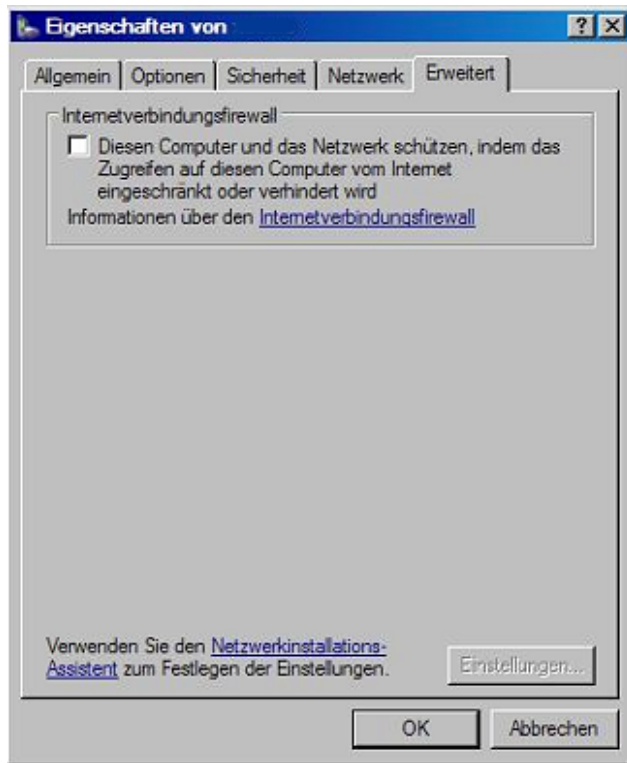 Eigenschaften von
Allgemein
Optionen
Sicherheit
Netzwerk
Erweitert
Internetverbindungsfirewall
Diesen Computer und das Netzwerk schützen, indem das
Zugreifen auf diesen Computer vom Internet
eingeschränkt oder verhindert wird
Informationen über den Internetverbindungsfirewall
Verwenden Sie den Netzwerkinstallations-
Assistent zum Festlegen der Einstellungen.
Einstellungen...
OK
Abbrechen